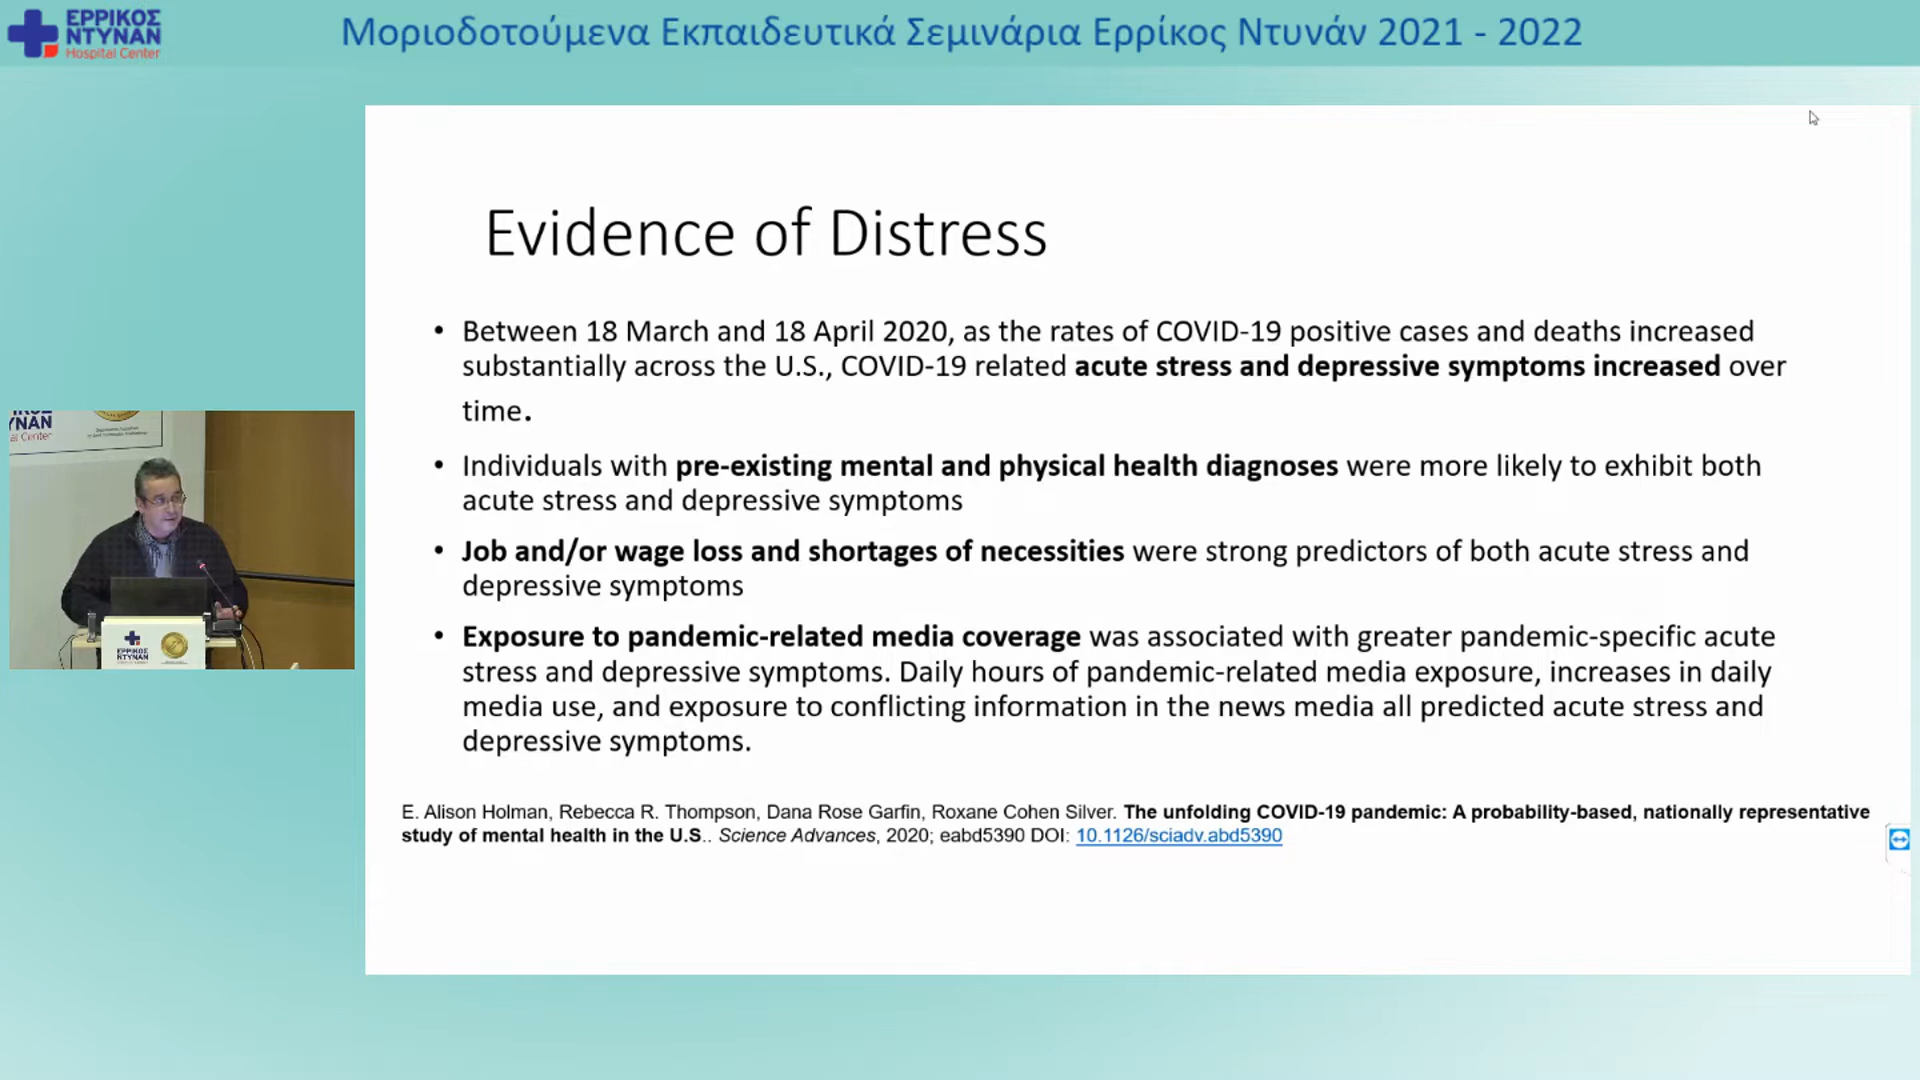 ΕΡΡΙΚΟΣ
ΝΤΥΝΑΝ
Hospital Center
Μοριοδοτούμενα Εκπαιδευτικά Σεμινάρια Ερρίκος Ντυνάν 2021 - 2022
Evidence of Distress
• Between 18 March and 18 April 2020, as the rates of COVID-19 positive cases and deaths increased
substantially across the U.S., COVID-19 related acute stress and depressive symptoms increased over
time.
• Individuals with pre-existing mental and physical health diagnoses were more likely to exhibit both
acute stress and depressive symptoms
• Job and/or wage loss and shortages of necessities were strong predictors of both acute stress and
depressive symptoms
• Exposure to pandemic-related media coverage was associated with greater pandemic-specific acute
stress and depressive symptoms. Daily hours of pandemic-related media exposure, increases in daily
media use, and exposure to conflicting information in the news media all predicted acute stress and
depressive symptoms.
E. Alison Holman, Rebecca R. Thompson, Dana Rose Garfin, Roxane Cohen Silver. The unfolding COVID-19 pandemic: A probability-based, nationally representative
study of mental health in the U.S.. Science Advances, 2020; eabd5390 DOI: 10.1126/sciadv.abd5390
ΥΝΑΝ
al Center
ΕΡΡΙΚΟΣ
ΝΤΥΝΑΝ